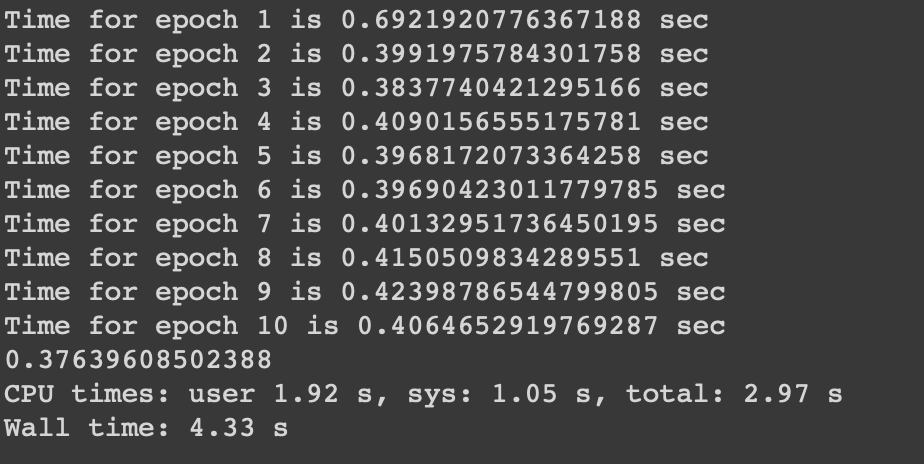 Time for epoch 1 is 0.6921920776367188 sec
Time for epoch 2 is 0.3991975784301758 sec
Time for epoch 3 is 0.3837740421295166 sec
Time for epoch 4 is 0.4090156555175781 sec
Time for epoch 5 is 0.3968172073364258 sec
Time for epoch 6 is 0.39690423011779785 sec
Time for epoch 7 is 0.40132951736450195 sec
Time for epoch 8 is 0.4150509834289551 sec
Time for epoch 9 is 0.42398786544799805 sec
Time for epoch 10 is 0.4064652919769287 sec
0.37639608502388
CPU times: user 1.92 s, sys: 1.05 s, total: 2.97 s
Wall time: 4.33 s